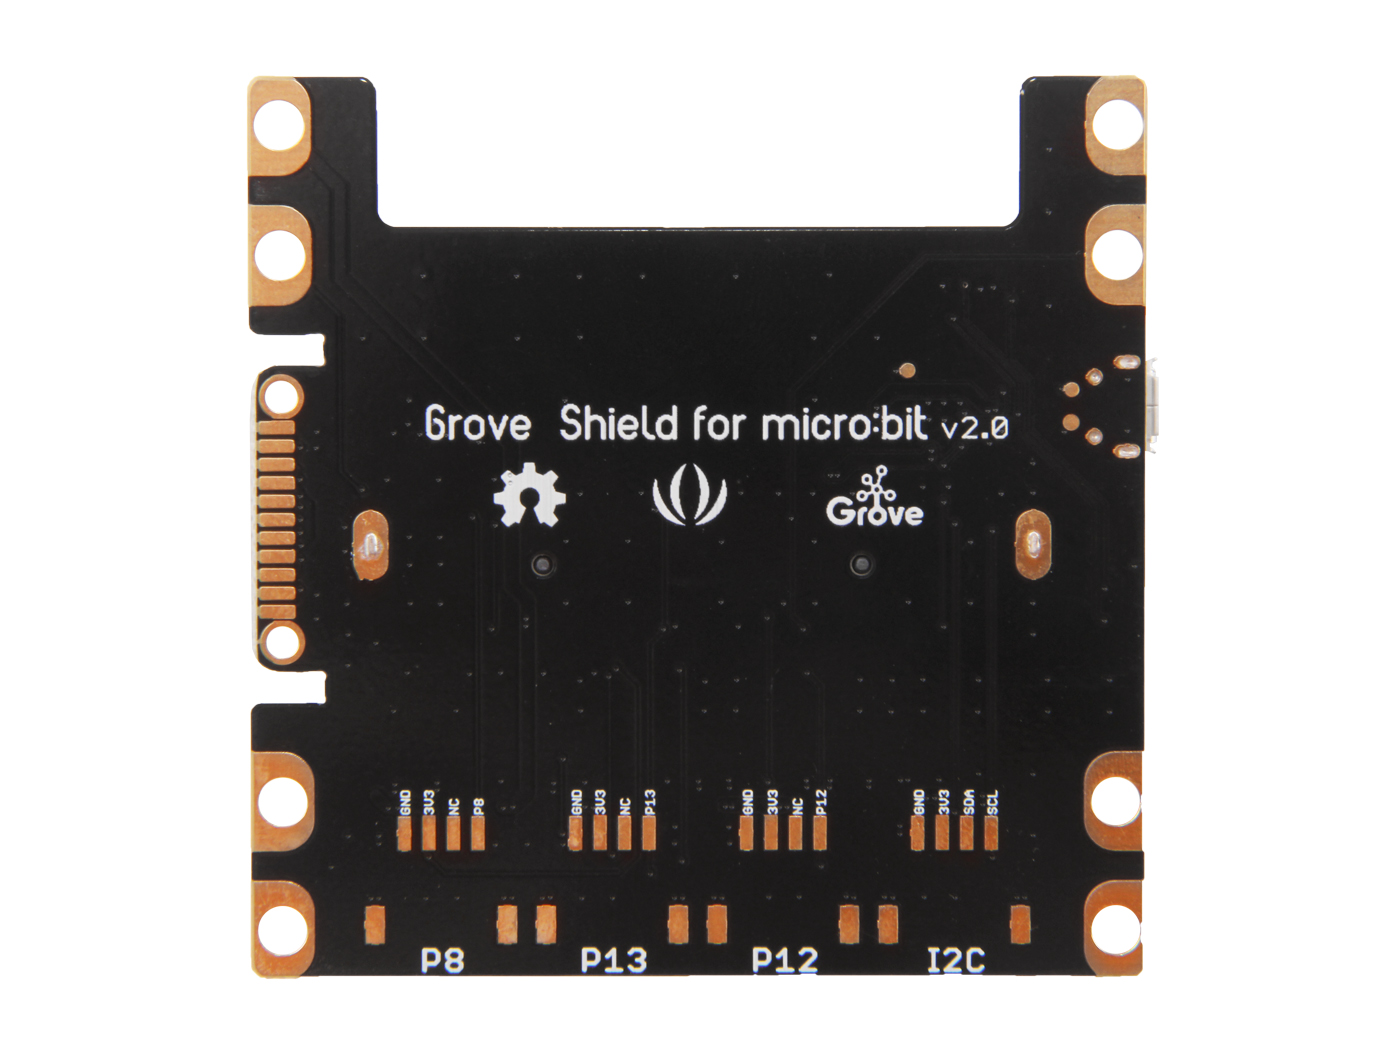 Grove Shield for micro:bit v2.0
Grove
GND 3V3 NC P8
GND 3V3 NC P13
GND 3V3 NC P12
GND 3V3 SDA SCL
P8 P13 P12 I2C